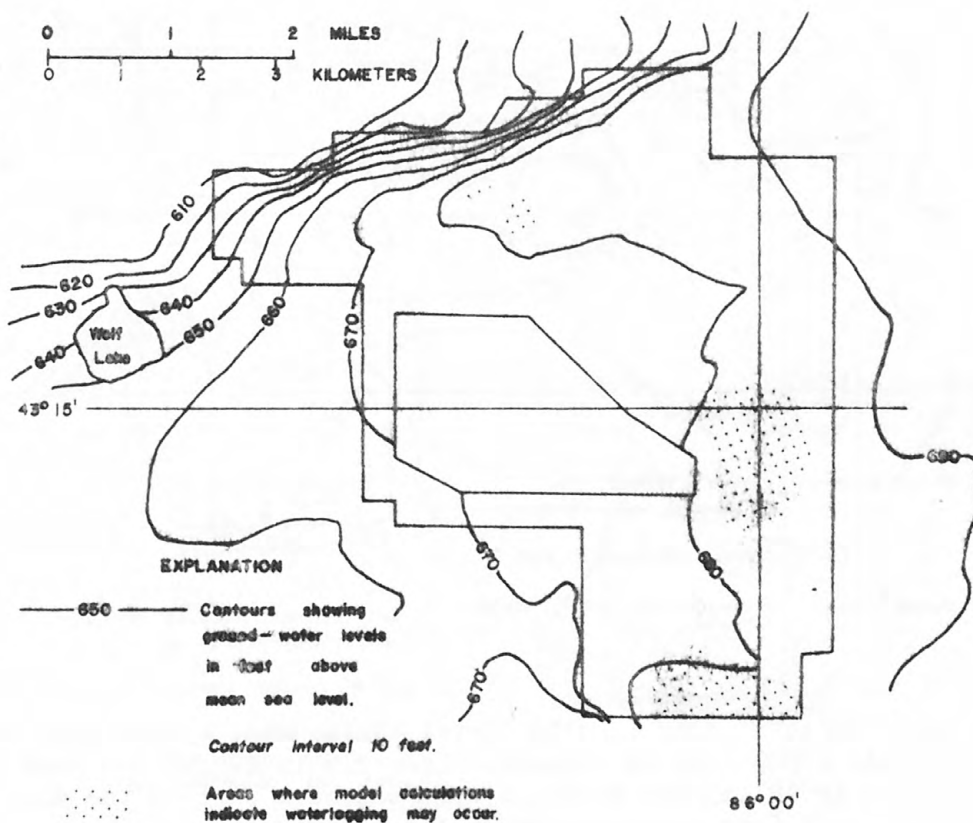 0 1 2 MILES
0 1 2 3 KILOMETERS
610
620
630
640
640
650
660
670
Wolf
Lake
43° 15'
690
680
670
670
EXPLANATION
650 Contours showing
ground-water levels
in feet above
mean sea level.
Contour interval 10 feet.
Areas where model calculations
indicate waterlogging may occur.
86° 00'